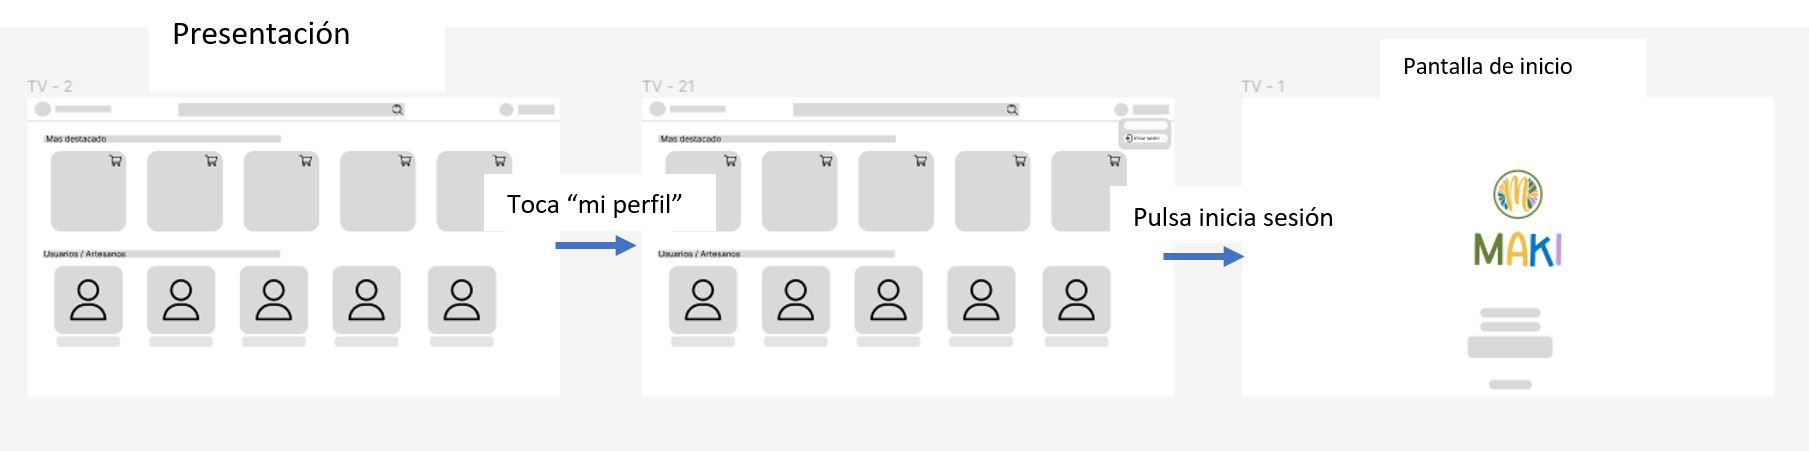 Presentación
Pantalla de inicio
TV - 2
TV - 21
TV - 1
Mas destacado
Mas destacado
Iniciar sesión
Toca “mi perfil”
Pulsa inicia sesión
MAKI
Usuarios / Artesanos
Usuarios / Artesanos